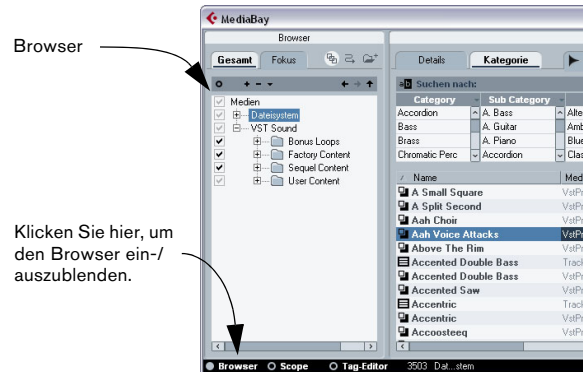 MediaBay
Browser
Browser
Gesamt Fokus
Details Kategorie
Suchen nach:
Medien
Dateisystem
VST Sound
Bonus Loops
Factory Content
Sequel Content
User Content
Category Sub Category
Accordion A. Bass
Bass A. Guitar
Brass A. Piano
Chromatic Perc Accordion
Name
A Small Square
A Split Second
Aah Choir
Aah Voice Attacks
Above The Rim
Accented Double Bass
Accented Double Bass
Accented Saw
Accentric
Accentric
Accoosteeq
Klicken Sie hier, um
den Browser ein-/
auszublenden.
Browser Scope Tag-Editor 3503 Dat...stem